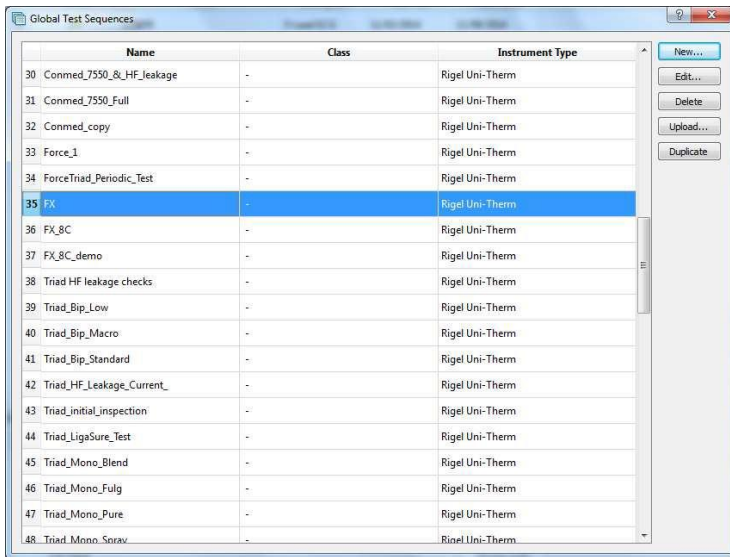 Global Test Sequences
Name Class Instrument Type
30 Conmed_7550_&_HF_leakage - Rigel Uni-Therm
31 Conmed_7550_Full - Rigel Uni-Therm
32 Conmed_copy - Rigel Uni-Therm
33 Force_1 - Rigel Uni-Therm
34 ForceTriad_Periodic_Test - Rigel Uni-Therm
35 FX - Rigel Uni-Therm
36 FX_8C - Rigel Uni-Therm
37 FX_8C_demo - Rigel Uni-Therm
38 Triad HF leakage checks - Rigel Uni-Therm
39 Triad_Bip_Low - Rigel Uni-Therm
40 Triad_Bip_Macro - Rigel Uni-Therm
41 Triad_Bip_Standard - Rigel Uni-Therm
42 Triad_HF_Leakage_Current_ - Rigel Uni-Therm
43 Triad_initial_inspection - Rigel Uni-Therm
44 Triad_LigaSure_Test - Rigel Uni-Therm
45 Triad_Mono_Blend - Rigel Uni-Therm
46 Triad_Mono_Fulg - Rigel Uni-Therm
47 Triad_Mono_Pure - Rigel Uni-Therm
48 Triad_Mono_Spray - Rigel Uni-Therm
New...
Edit...
Delete
Upload...
Duplicate